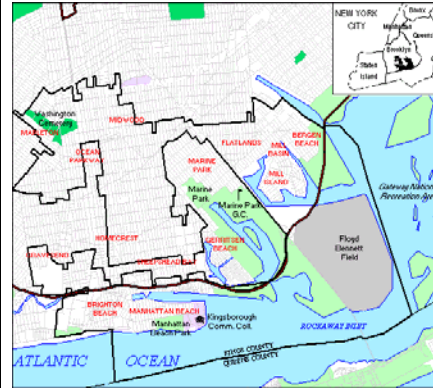 NEW YORK
CITY
Bronx
Manhattan
Queens
Brooklyn
Staten
Island
Washington
Cemetery
MAPLETON
MIDWOOD
OCEAN
PARKWAY
FLATLANDS
BERGEN
BEACH
MILL
BASIN
MILL
ISLAND
MARINE
PARK
Marine
Park
Marine Park
G.C.
Gateway National
Recreation Area
HOMECREST
GERRITSEN
BEACH
Floyd
Bennett
Field
GRAVESEND
SHEEPSHEAD BAY
BRIGHTON
BEACH
MANHATTAN BEACH
Manhattan
Beach Park
Kingsborough
Comm. Coll.
ROCKAWAY INLET
KINGS COUNTY
QUEENS COUNTY
ATLANTIC OCEAN